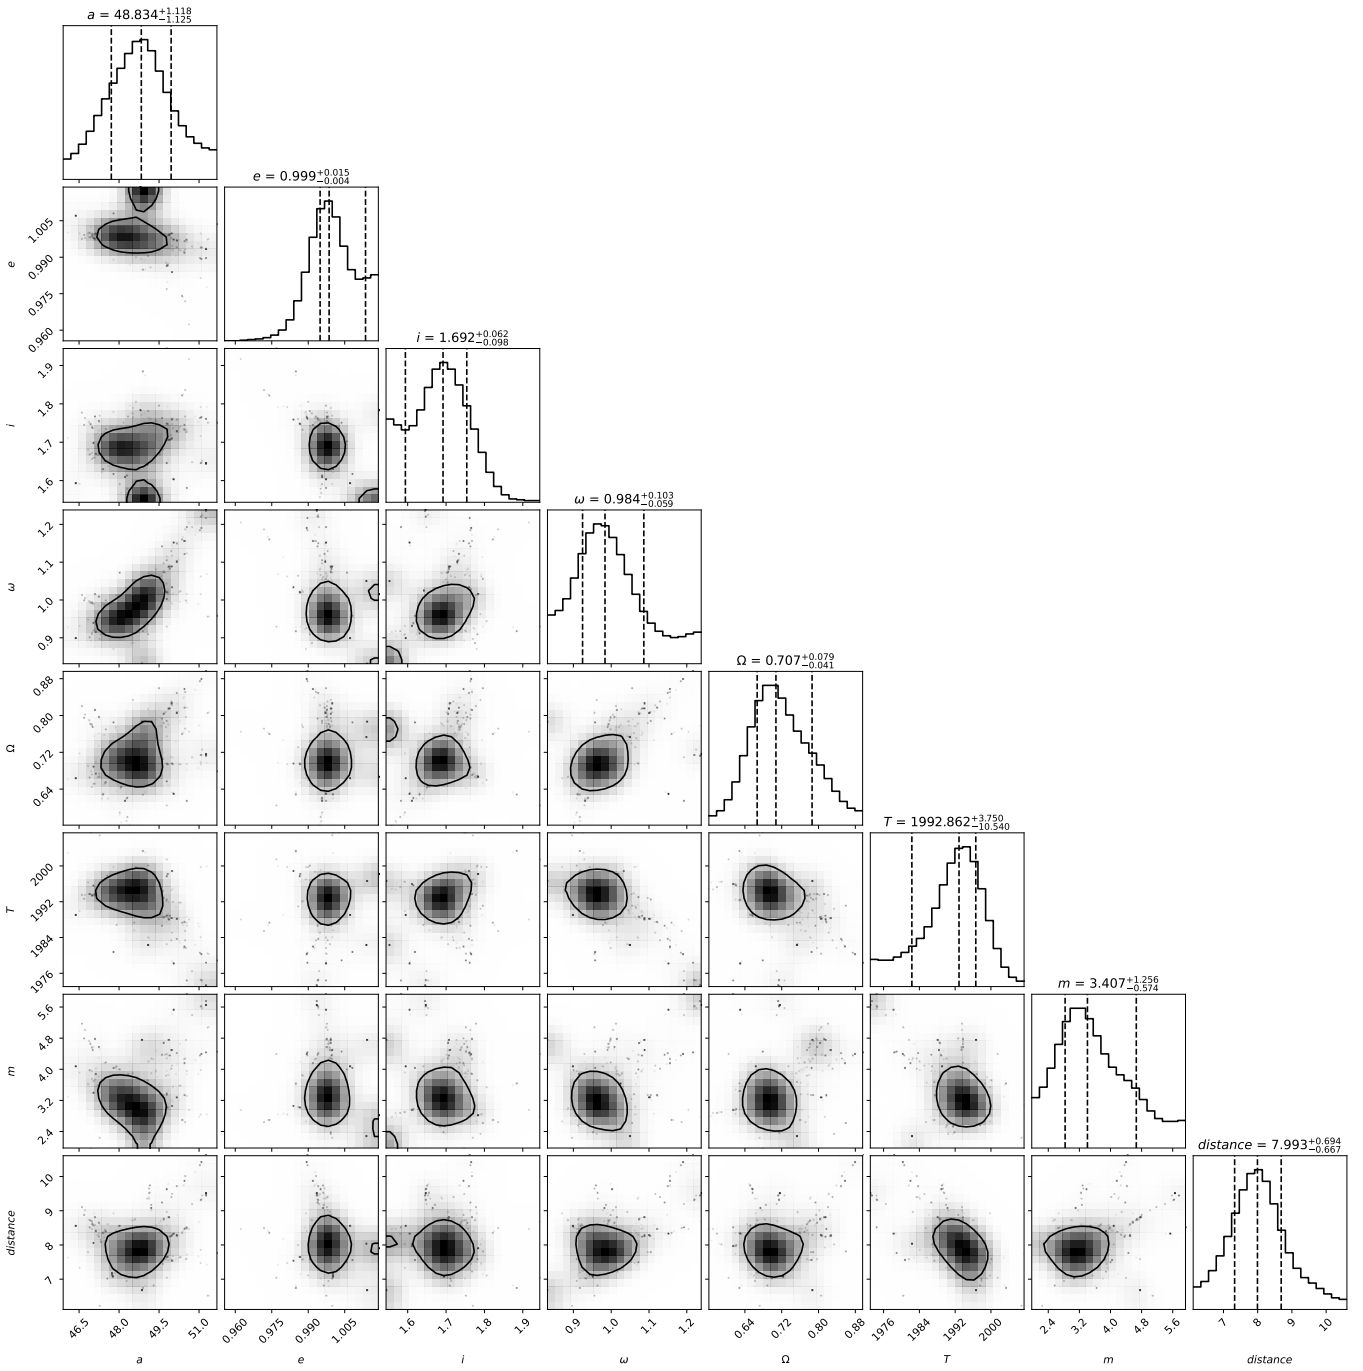 a = 48.834+1.118 −1.125
e = 0.999+0.015 −0.004
e
1.005
0.990
0.975
0.960
i = 1.692+0.062 −0.098
i
1.9
1.8
1.7
1.6
ω = 0.984+0.103 −0.059
ω
1.2
1.1
1.0
0.9
Ω = 0.707+0.079 −0.041
Ω
0.88
0.80
0.72
0.64
T = 1992.862+3.750 −10.540
T
2000
1992
1984
1976
m = 3.407+1.256 −0.574
m
5.6
4.8
4.0
3.2
2.4
distance = 7.993+0.694 −0.667
distance
10
9
8
7
46.5 48.0 49.5 51.0 0.960 0.975 0.990 1.005 1.6 1.7 1.8 1.9 0.9 1.0 1.1 1.2 0.64 0.72 0.80 0.88 1976 1984 1992 2000 2.4 3.2 4.0 4.8 5.6 7 8 9 10
a e i ω Ω T m distance